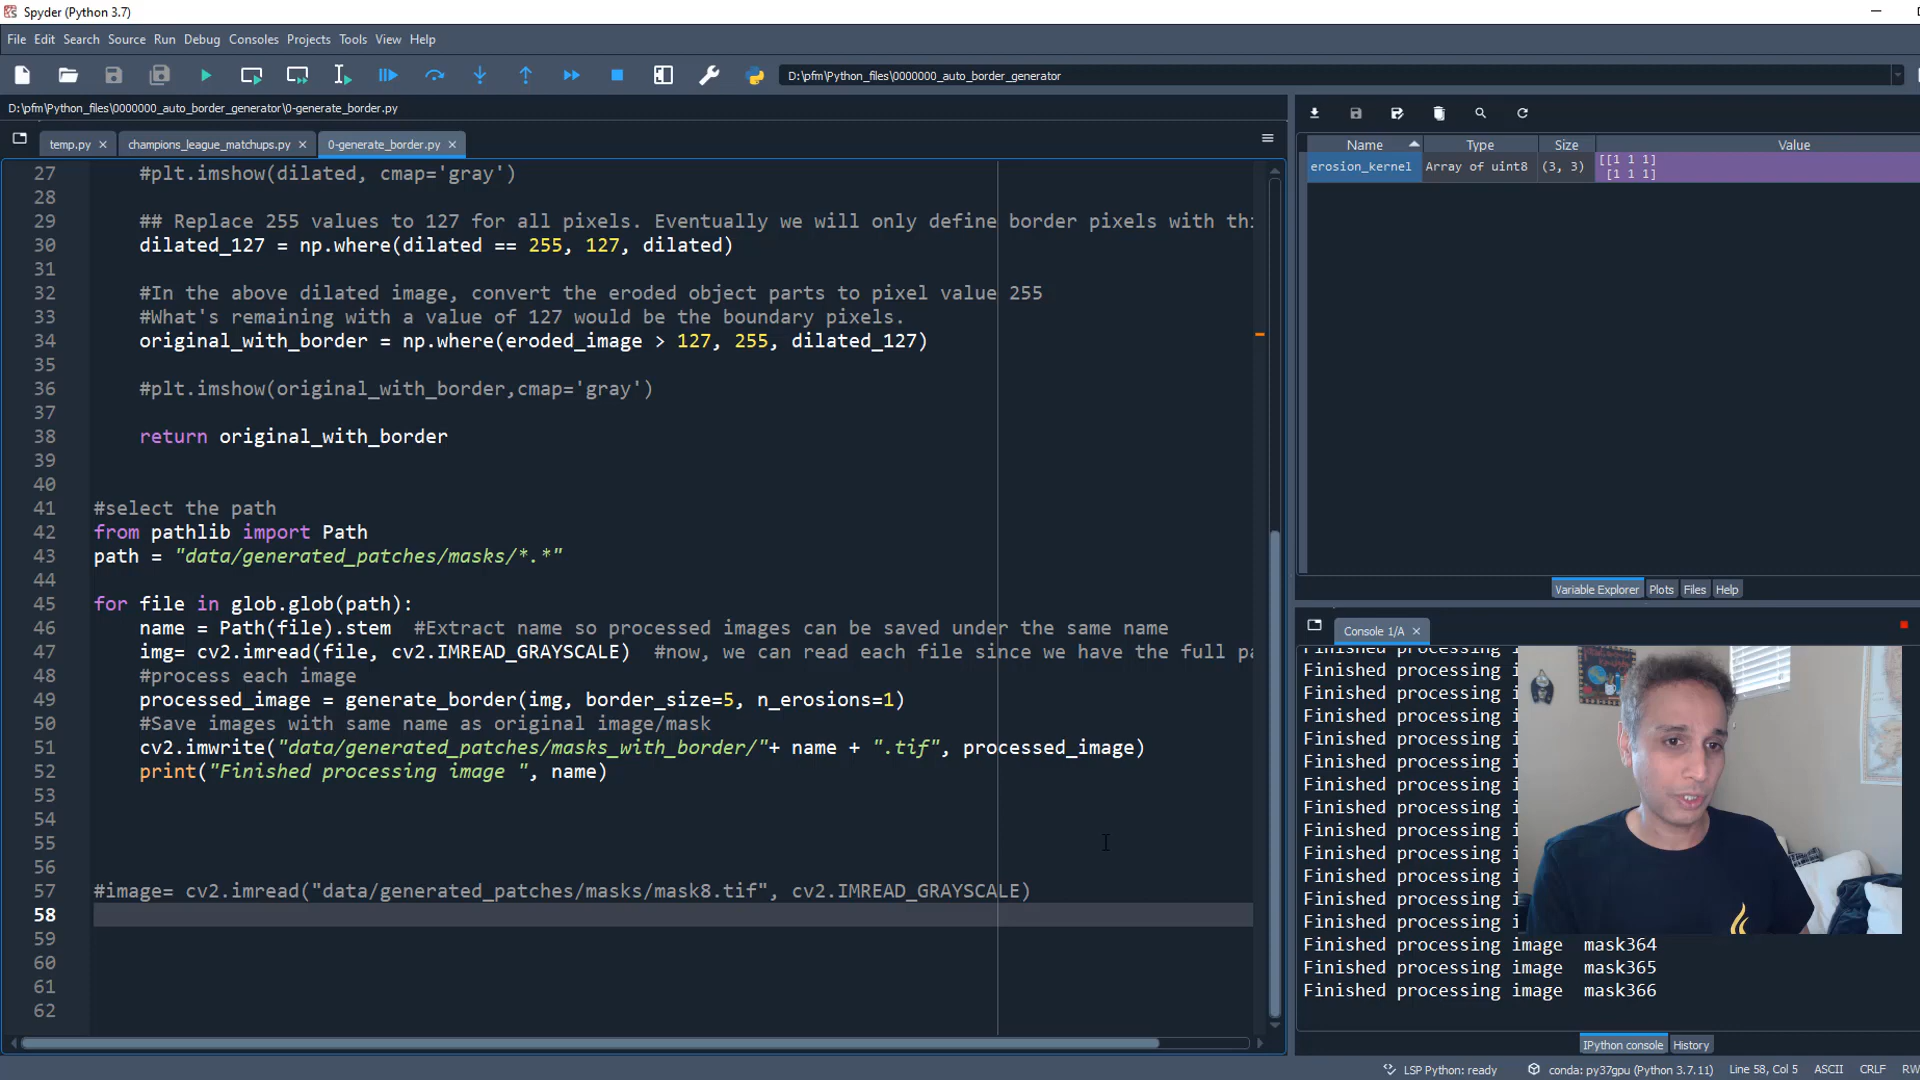 Spyder (Python 3.7)
File Edit Search Source Run Debug Consoles Projects Tools View Help
D:\pfm\Python_files\0000000_auto_border_generator
D:\pfm\Python_files\0000000_auto_border_generator\0-generate_border.py
temp.py champions_league_matchups.py 0-generate_border.py
27 #plt.imshow(dilated, cmap='gray')
28
29 ## Replace 255 values to 127 for all pixels. Eventually we will only define border pixels with thi
30 dilated_127 = np.where(dilated == 255, 127, dilated)
31
32 #In the above dilated image, convert the eroded object parts to pixel value 255
33 #What's remaining with a value of 127 would be the boundary pixels.
34 original_with_border = np.where(eroded_image > 127, 255, dilated_127)
35
36 #plt.imshow(original_with_border,cmap='gray')
37
38 return original_with_border
39
40
41 #select the path
42 from pathlib import Path
43 path = "data/generated_patches/masks/*.*"
44
45 for file in glob.glob(path):
46 name = Path(file).stem #Extract name so processed images can be saved under the same name
47 img= cv2.imread(file, cv2.IMREAD_GRAYSCALE) #now, we can read each file since we have the full pa
48 #process each image
49 processed_image = generate_border(img, border_size=5, n_erosions=1)
50 #Save images with same name as original image/mask
51 cv2.imwrite("data/generated_patches/masks_with_border/"+ name + ".tif", processed_image)
52 print("Finished processing image ", name)
53
54
55
56
57 #image= cv2.imread("data/generated_patches/masks/mask8.tif", cv2.IMREAD_GRAYSCALE)
58
59
60
61
62
Name Type Size Value
erosion_kernel Array of uint8 (3, 3) [[1 1 1]
[1 1 1]
Variable Explorer Plots Files Help
Console 1/A
Finished processing i
Finished processing i
Finished processing i
Finished processing i
Finished processing i
Finished processing i
Finished processing i
Finished processing i
Finished processing i
Finished processing i
Finished processing i
Finished processing i
Finished processing i
Finished processing image mask364
Finished processing image mask365
Finished processing image mask366
IPython console History
LSP Python: ready conda: py37gpu (Python 3.7.11) Line 58, Col 5 ASCII CRLF RW